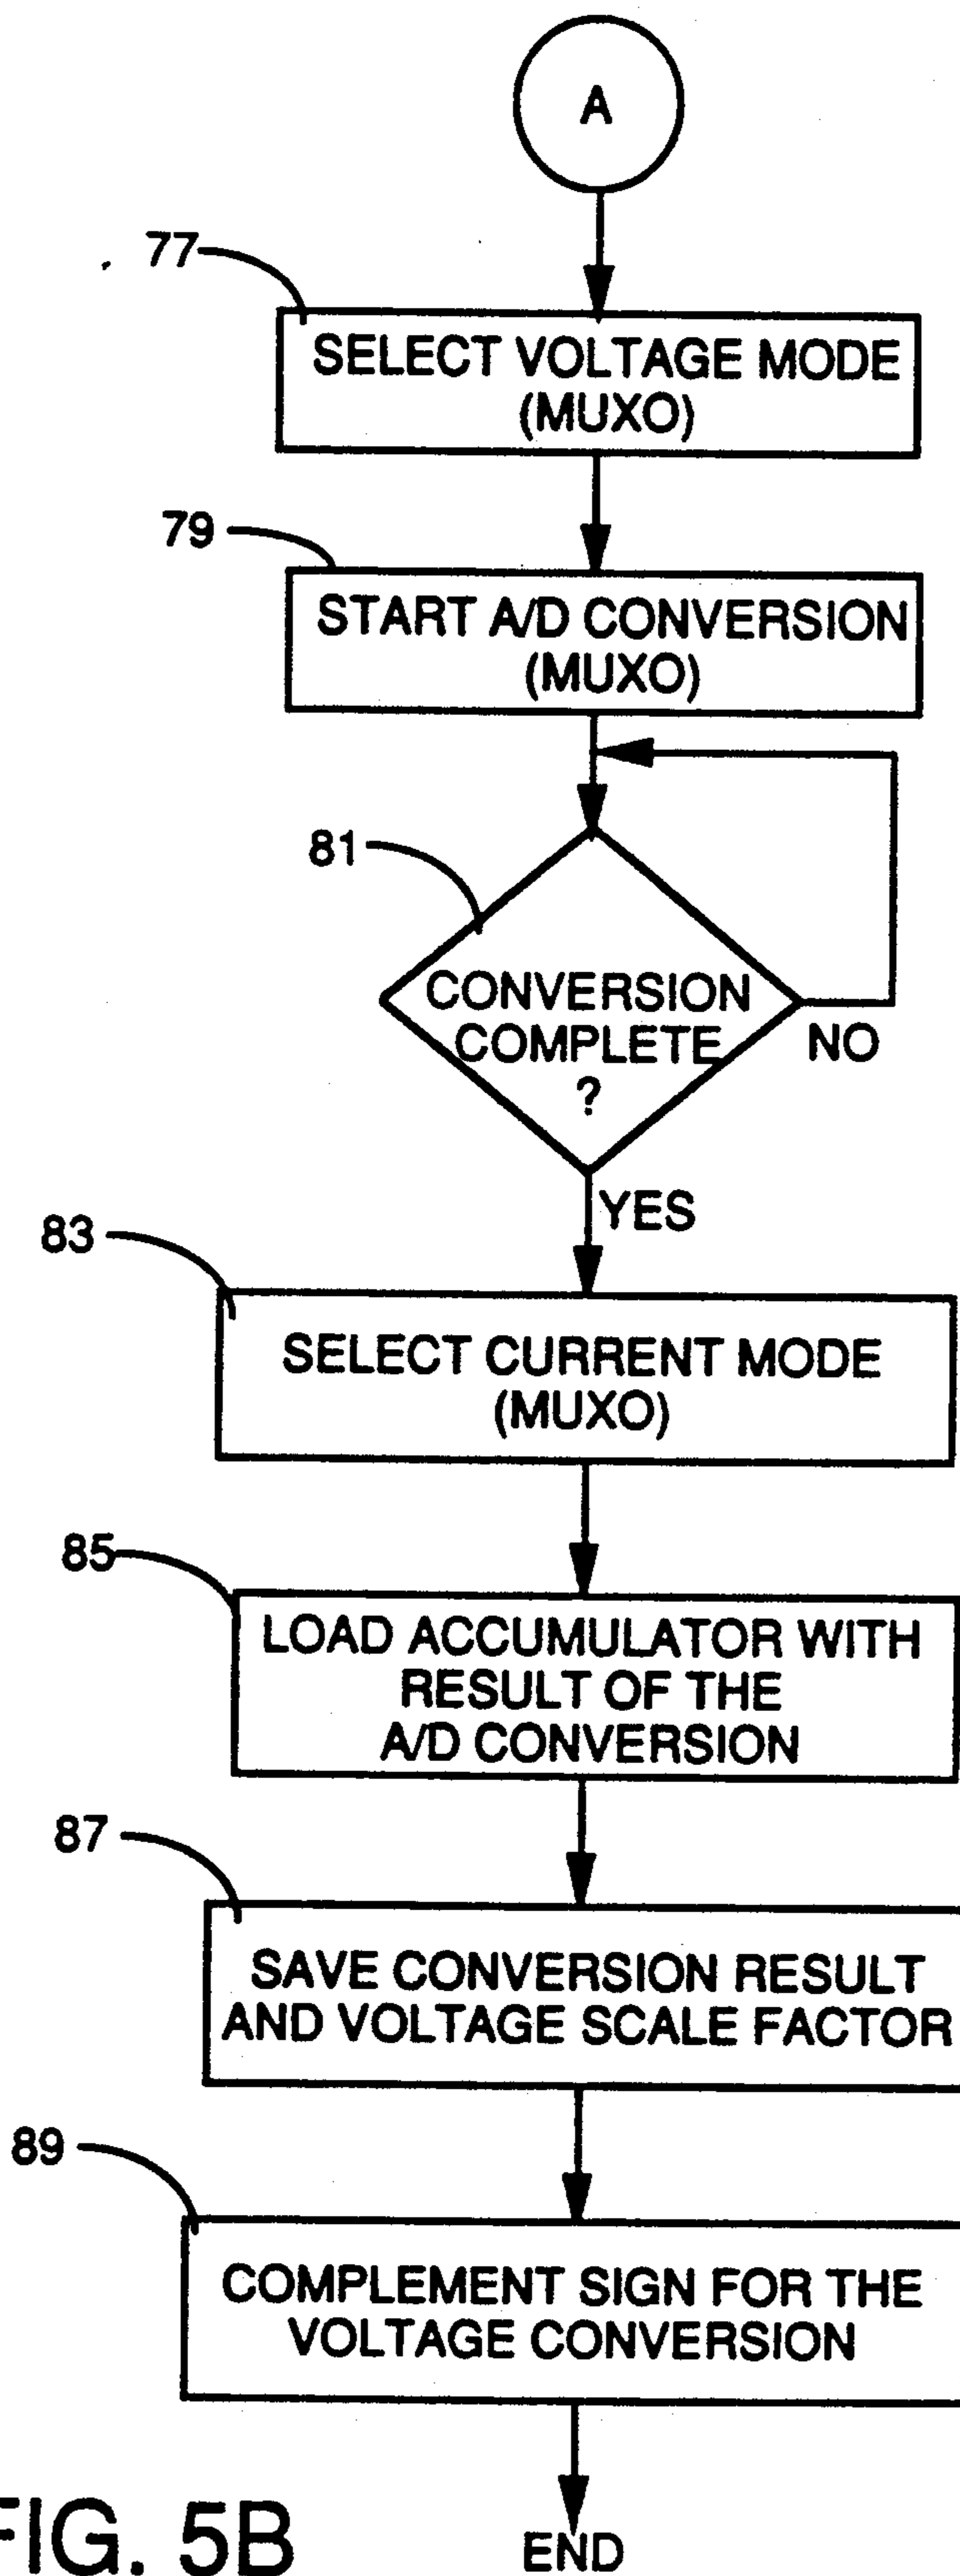 A
77
SELECT VOLTAGE MODE
(MUXO)
79
START A/D CONVERSION
(MUXO)
81
CONVERSION
COMPLETE
?
NO
YES
83
SELECT CURRENT MODE
(MUXO)
85
LOAD ACCUMULATOR WITH
RESULT OF THE
A/D CONVERSION
87
SAVE CONVERSION RESULT
AND VOLTAGE SCALE FACTOR
89
COMPLEMENT SIGN FOR THE
VOLTAGE CONVERSION
END
FIG. 5B